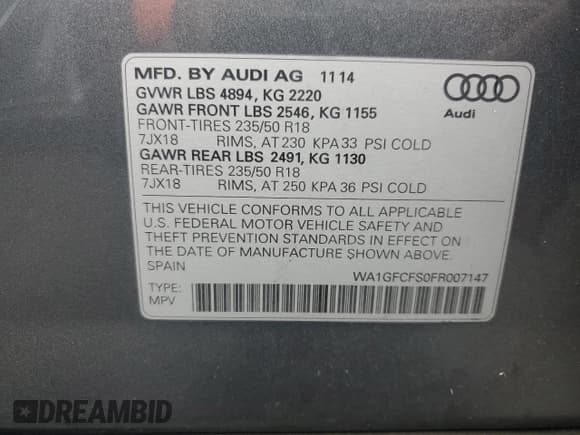 MFD. BY AUDI AG 11 14
GVWR LBS 4894, KG 2220
GAWR FRONT LBS 2546, KG 1155
FRONT-TIRES 235/50 R18
7JX18 RIMS, AT 230 KPA 33 PSI COLD
GAWR REAR LBS 2491, KG 1130
REAR-TIRES 235/50 R18
7JX18 RIMS, AT 250 KPA 36 PSI COLD
Audi
THIS VEHICLE CONFORMS TO ALL APPLICABLE
U.S. FEDERAL MOTOR VEHICLE SAFETY AND
THEFT PREVENTION STANDARDS IN EFFECT ON
THE DATE OF MANUFACTURE SHOWN ABOVE.
SPAIN
WA1GFCFS0FR007147
TYPE:
MPV
DREAMBID